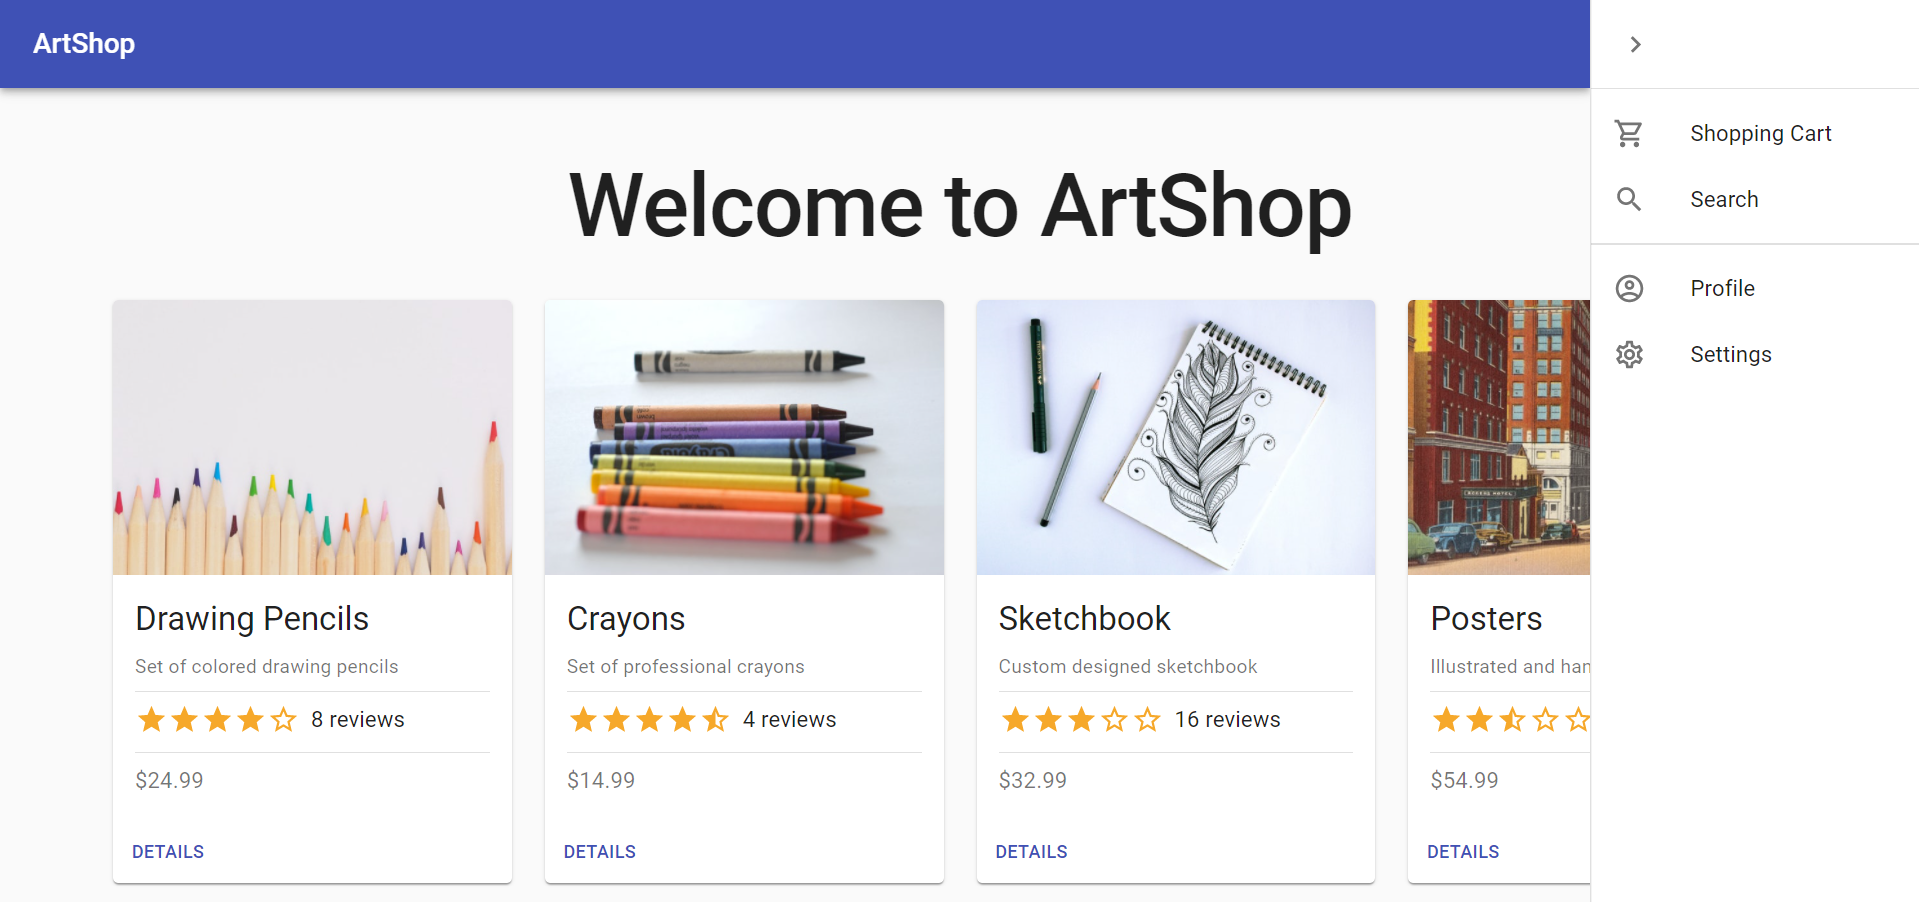 ArtShop
Shopping Cart
Search
Profile
Settings
Welcome to ArtShop
Drawing Pencils
Set of colored drawing pencils
8 reviews
$24.99
DETAILS
Crayons
Set of professional crayons
4 reviews
$14.99
DETAILS
Sketchbook
Custom designed sketchbook
16 reviews
$32.99
DETAILS
Posters
Illustrated and han
$54.99
DETAILS